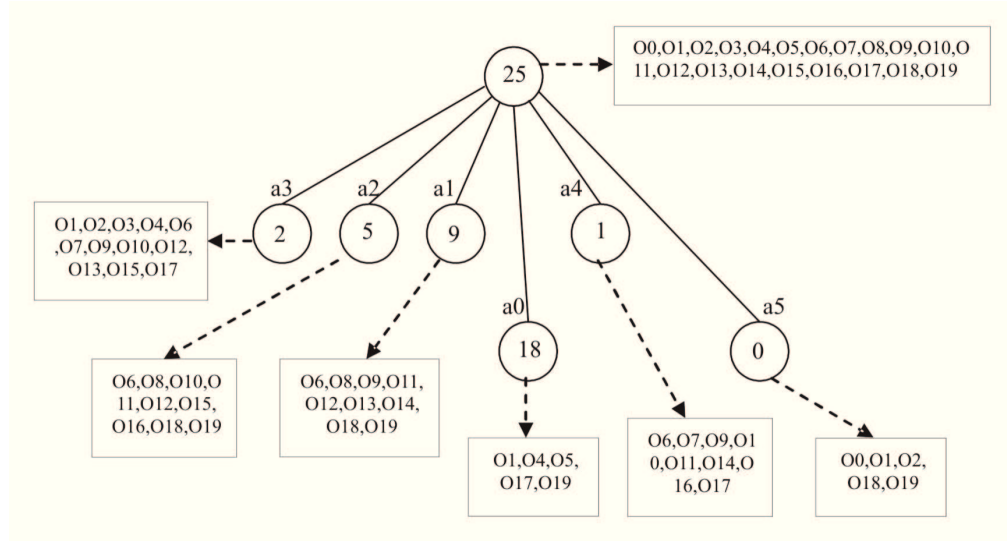 25
O0,O1,O2,O3,O4,O5,O6,O7,O8,O9,O10,O
11,O12,O13,O14,O15,O16,O17,O18,O19
a3
a2
a1
a4
2
5
9
1
O1,O2,O3,O4,O6
,O7,O9,O10,O12,
O13,O15,O17
a0
a5
18
0
O6,O8,O10,O
11,O12,O15,
O16,O18,O19
O6,O8,O9,O11,
O12,O13,O14,
O18,O19
O1,O4,O5,
O17,O19
O6,O7,O9,O1
0,O11,O14,O
16,O17
O0,O1,O2,
O18,O19